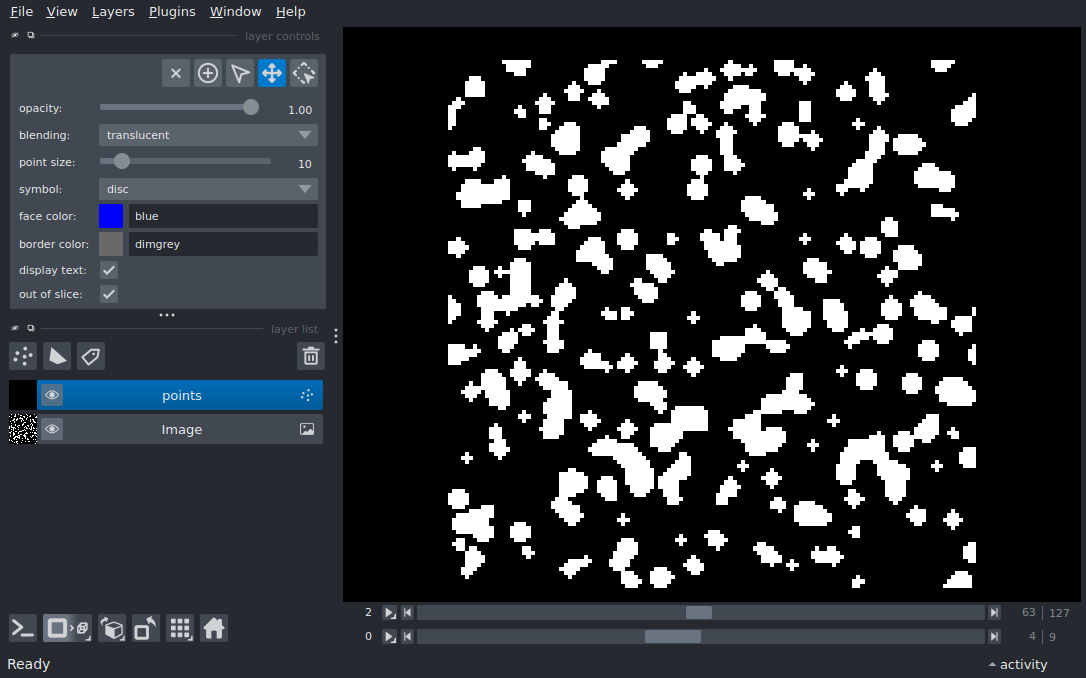 File View Layers Plugins Window Help
layer controls
opacity: 1.00
blending: translucent
point size: 10
symbol: disc
face color: blue
border color: dimgrey
display text:
out of slice:
layer list
points
Image
2 63 127
0 4 9
Ready activity